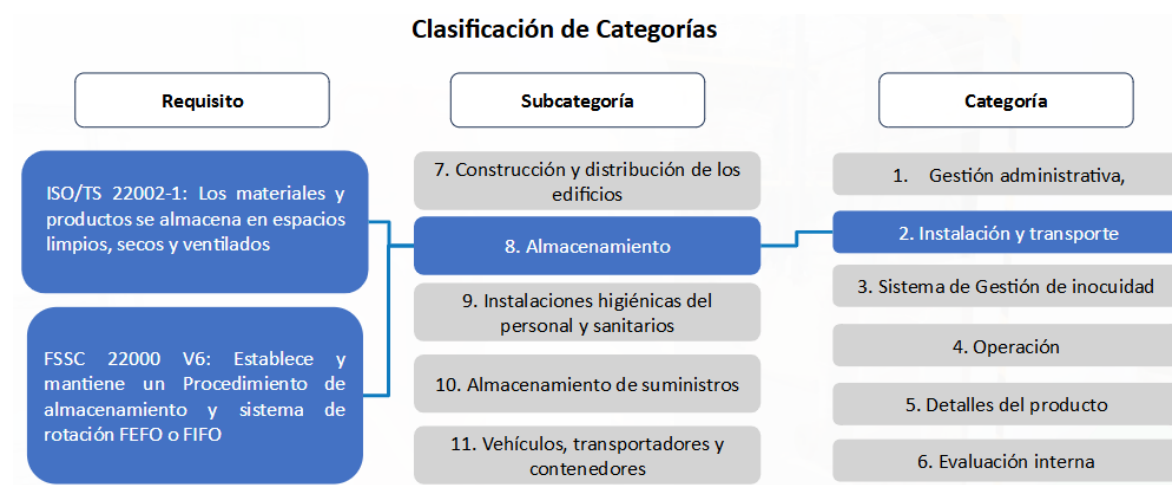 Clasificación de Categorías
Requisito
Subcategoría
Categoría
ISO/TS 22002-1: Los materiales y
productos se almacena en espacios
limpios, secos y ventilados
FSSC 22000 V6: Establece y
mantiene un Procedimiento de
almacenamiento y sistema de
rotación FEFO o FIFO
7. Construcción y distribución de los
edificios
8. Almacenamiento
9. Instalaciones higiénicas del
personal y sanitarios
10. Almacenamiento de suministros
11. Vehículos, transportadores y
contenedores
1. Gestión administrativa,
2. Instalación y transporte
3. Sistema de Gestión de inocuidad
4. Operación
5. Detalles del producto
6. Evaluación interna